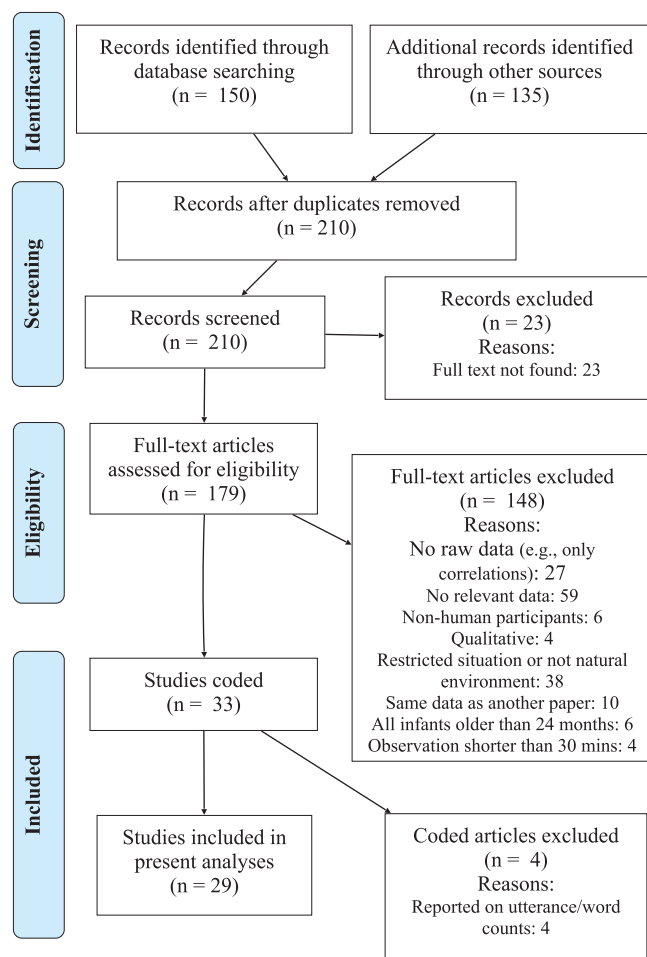 Identification
Records identified through
database searching
(n = 150)
Additional records identified
through other sources
(n = 135)
Screening
Records after duplicates removed
(n = 210)
Records screened
(n = 210)
Records excluded
(n = 23)
Reasons:
Full text not found: 23
Eligibility
Full-text articles
assessed for eligibility
(n = 179)
Full-text articles excluded
(n = 148)
Reasons:
No raw data (e.g., only
correlations): 27
No relevant data: 59
Non-human participants: 6
Qualitative: 4
Restricted situation or not natural
environment: 38
Same data as another paper: 10
All infants older than 24 months: 6
Observation shorter than 30 mins: 4
Included
Studies coded
(n = 33)
Studies included in
present analyses
(n = 29)
Coded articles excluded
(n = 4)
Reasons:
Reported on utterance/word
counts: 4